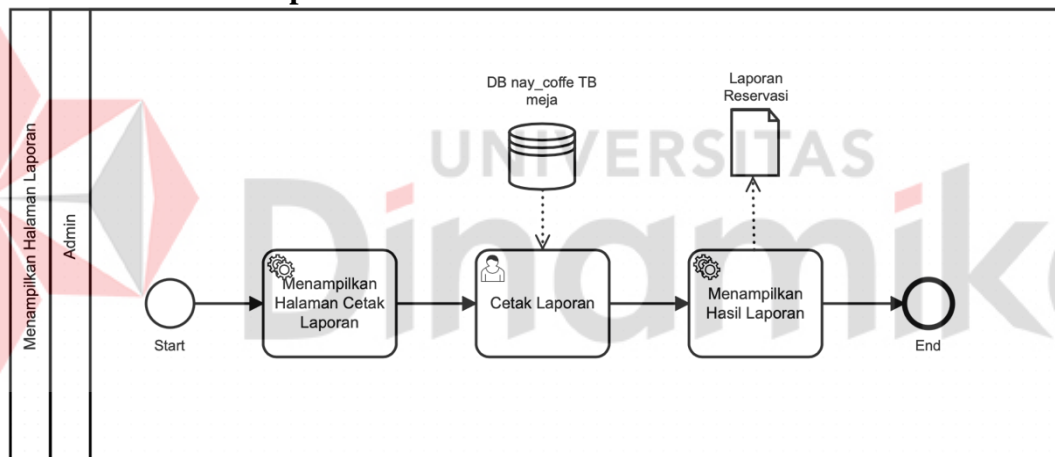 Menampilkan Halaman Laporan
Admin
DB nay_coffe TB
meja
Laporan
Reservasi
UNIVERSITAS
Dinamika
Start
Menampilkan
Halaman Cetak
Laporan
Cetak Laporan
Menampilkan
Hasil Laporan
End